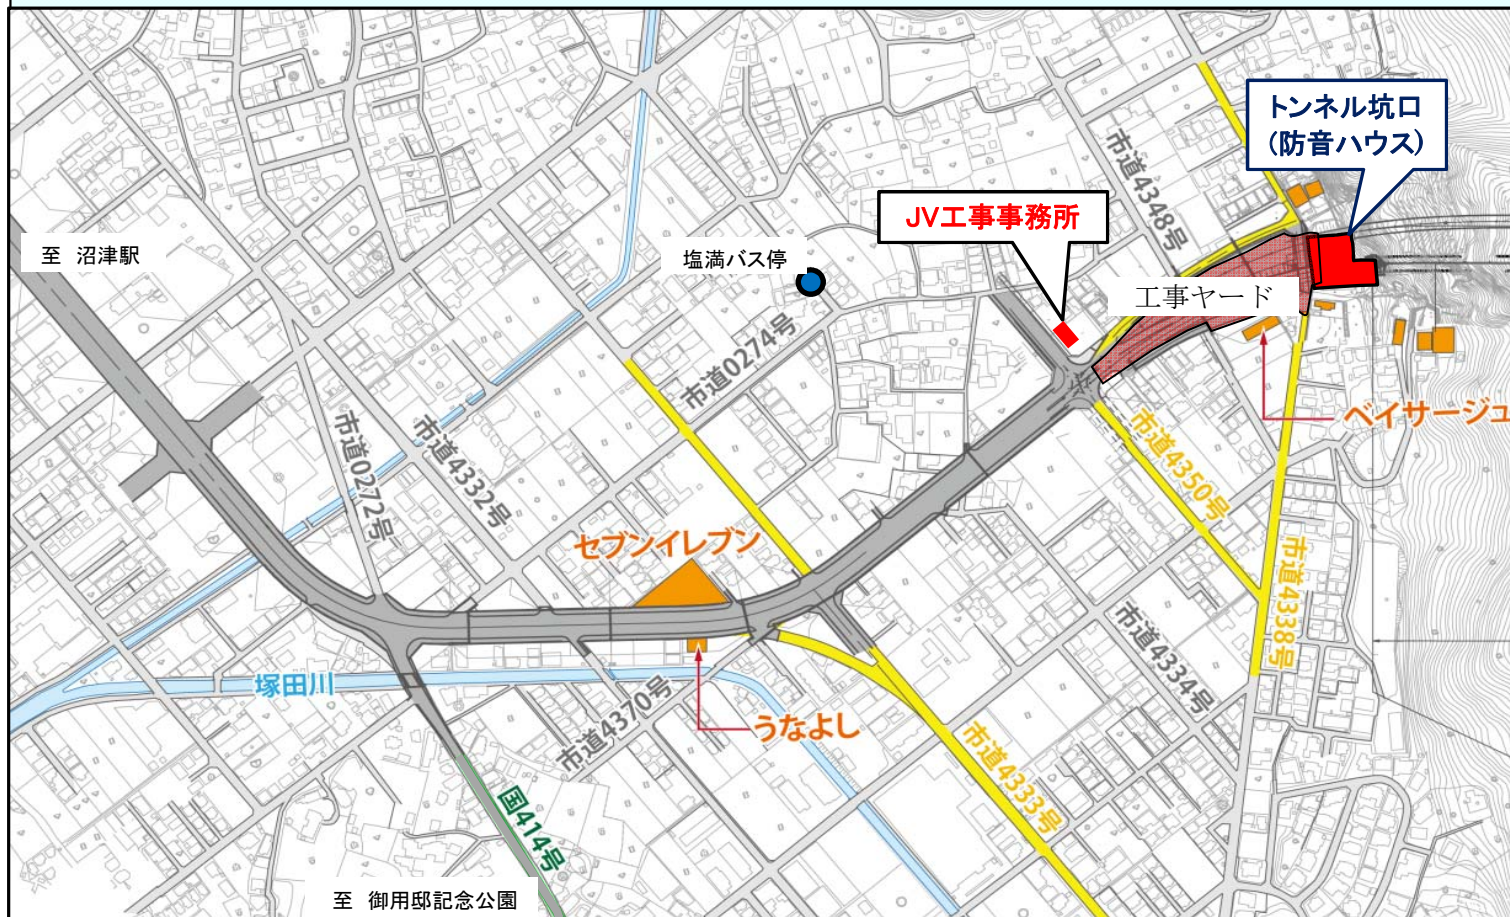 トンネル坑口
(防音ハウス)
市道4348号
JV工事事務所
至 沼津駅
塩満バス停
工事ヤード
市道0274号
ベイサージュ
市道0272号
市道4332号
市道4350号
セブンイレブン
市道4338号
市道4334号
塚田川
市道4370号
うなよし
市道4333号
国414号
至 御用邸記念公園